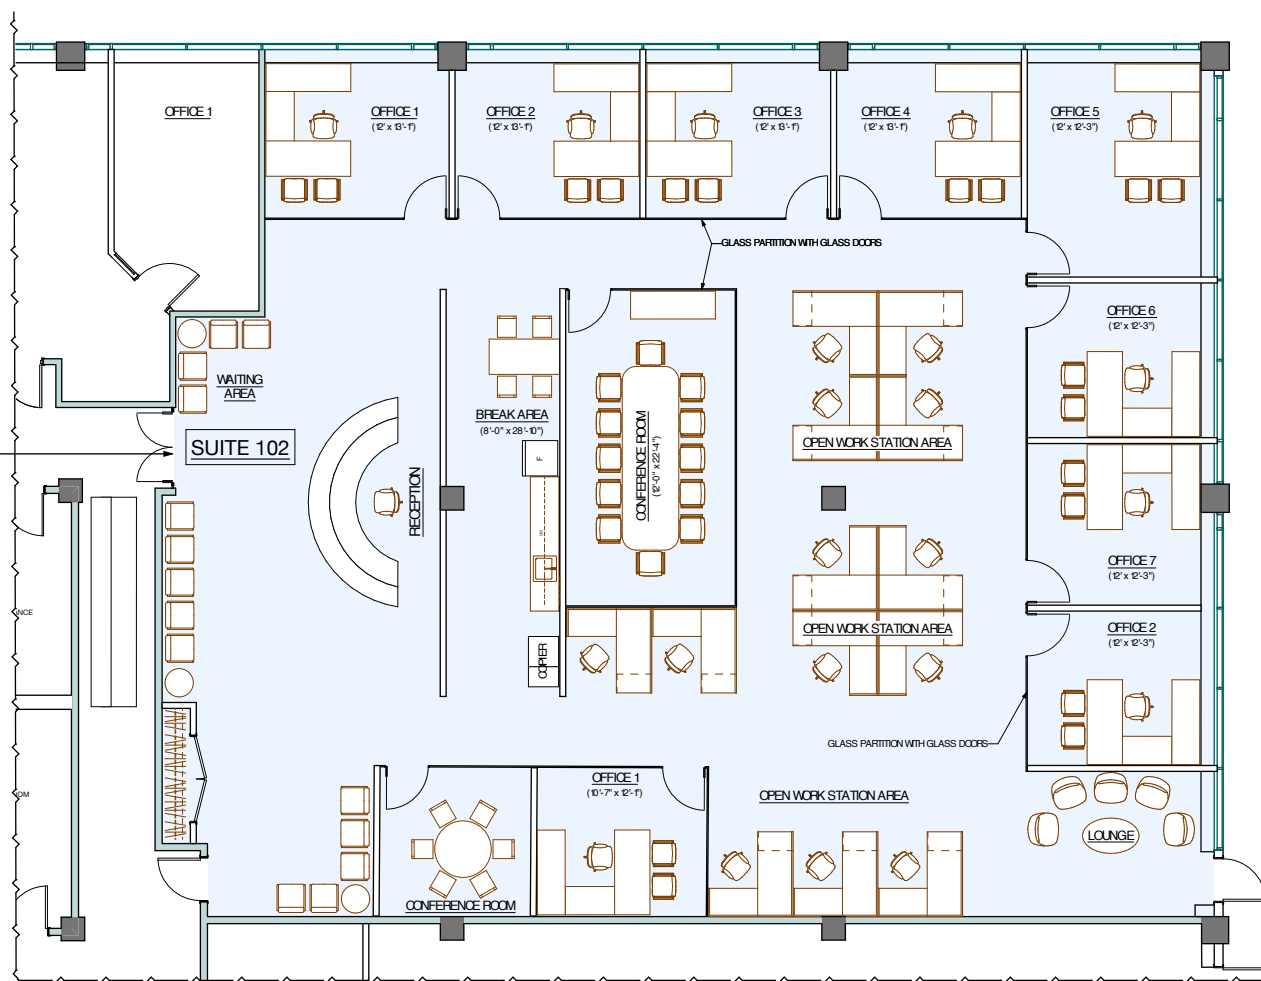 OFFICE 1
OFFICE 1
(12' x 13'-1")
OFFICE 2
(12' x 13'-1")
OFFICE 3
(12' x 13'-1")
OFFICE 4
(12' x 13'-1")
OFFICE 5
(12' x 12'-3")
GLASS PARTITION WITH GLASS DOORS
OFFICE 6
(12' x 12'-3")
WAITING
AREA
BREAK AREA
(8'-0" x 28'-10")
SUITE 102
RECEPTION
F
CONFERENCE ROOM
(12'-0" x 22'-4")
OPEN WORK STATION AREA
OFFICE 7
(12' x 12'-3")
NCE
OPEN WORK STATION AREA
OFFICE 2
(12' x 12'-3")
COPIER
GLASS PARTITION WITH GLASS DOORS
OFFICE 1
(10'-7" x 12'-1")
OM
OPEN WORK STATION AREA
LOUNGE
CONFERENCE ROOM